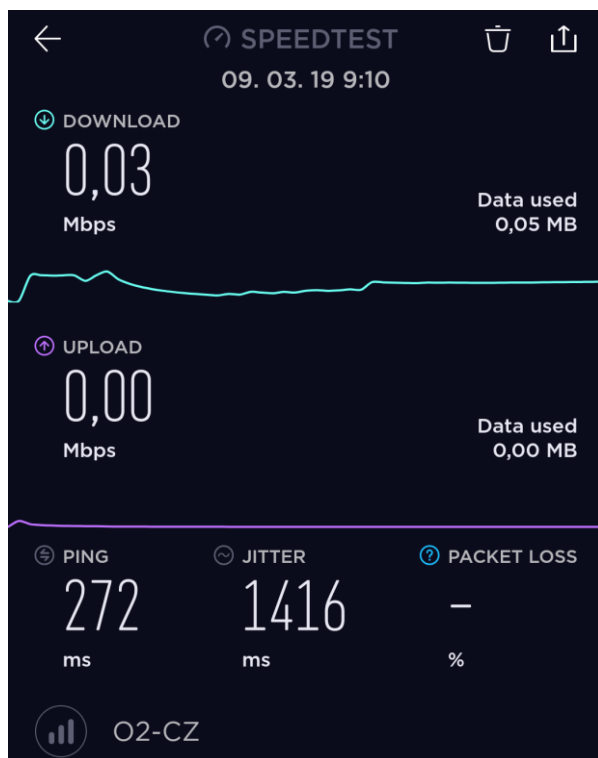 SPEEDTEST
09. 03. 19 9:10
DOWNLOAD
0,03
Mbps
Data used
0,05 MB
UPLOAD
0,00
Mbps
Data used
0,00 MB
PING
272
ms
JITTER
1416
ms
? PACKET LOSS
–
%
O2-CZ